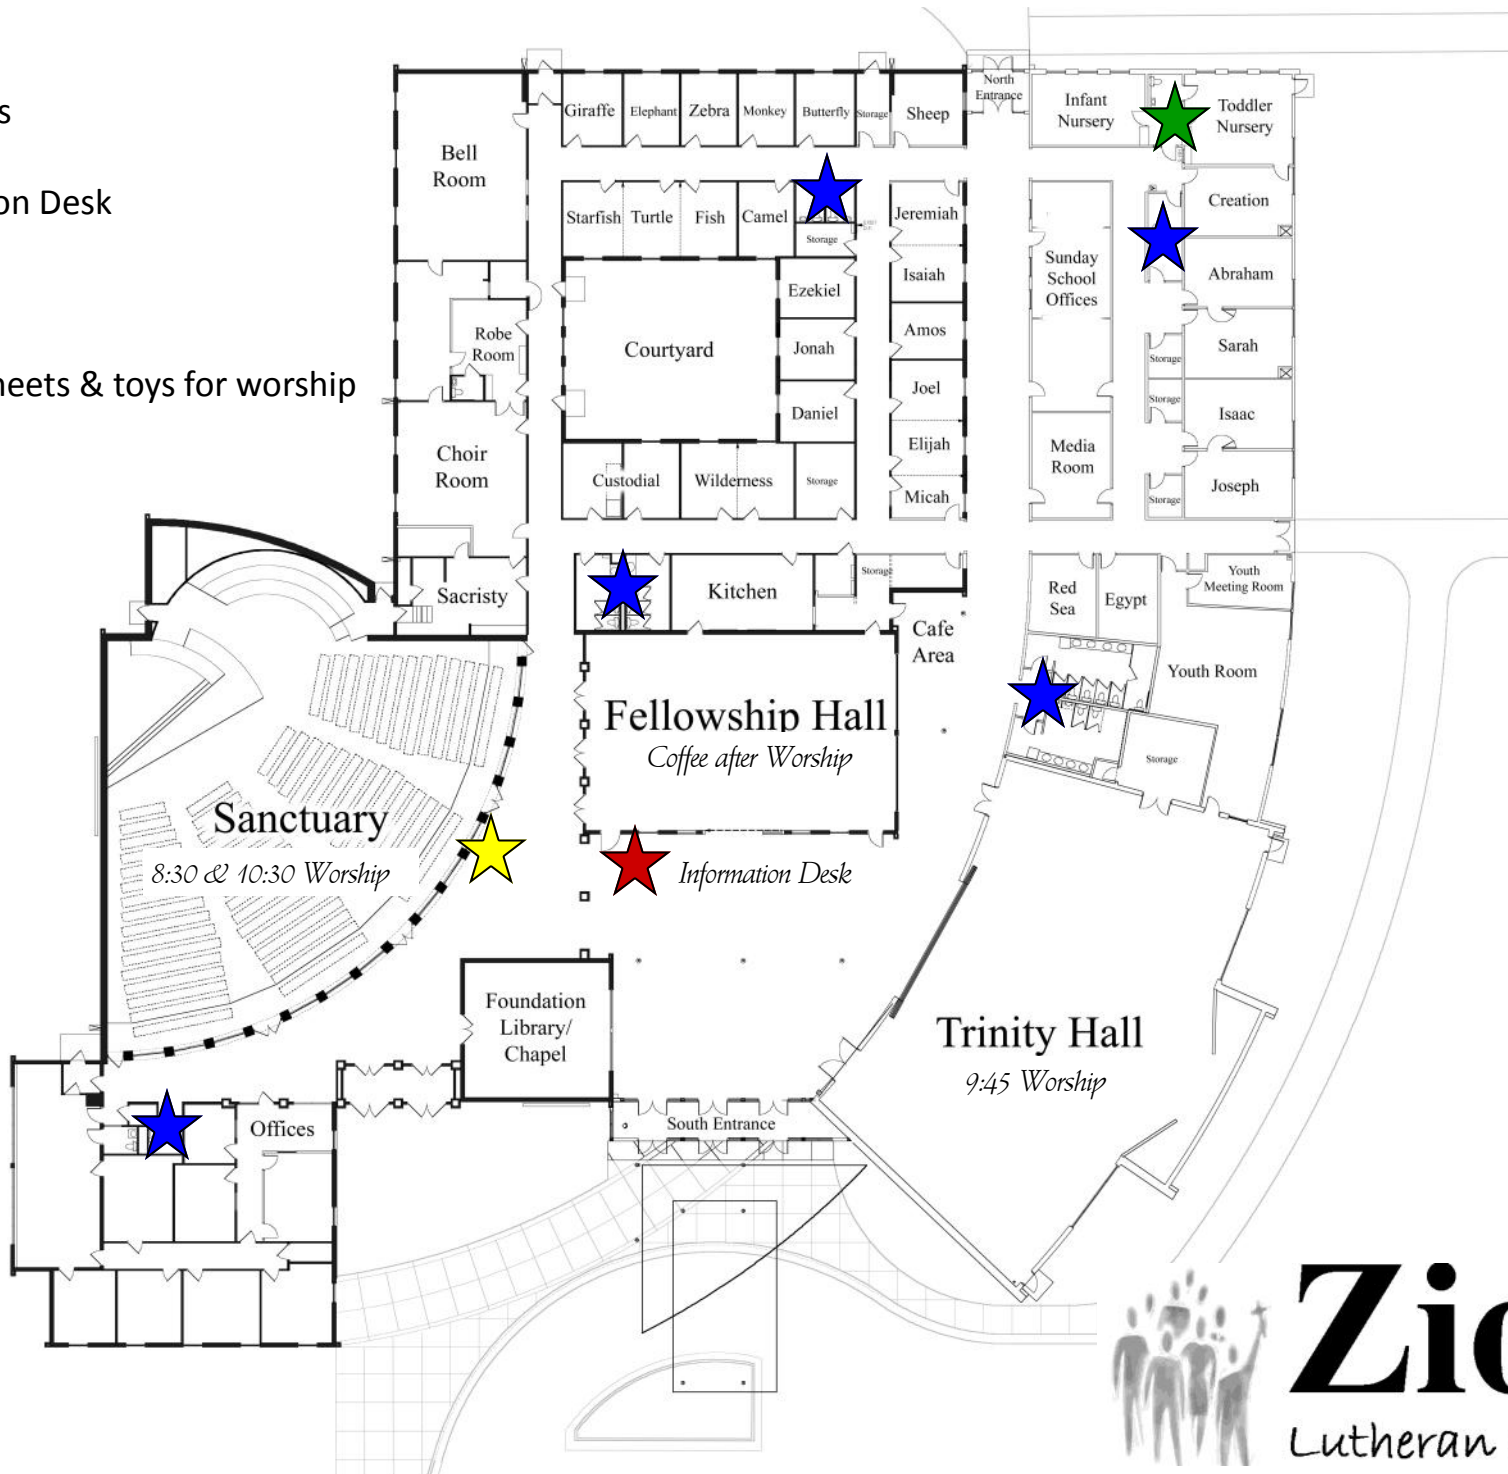 s
on Desk
heets & toys for worship
North
Entrance
Giraffe
Elephant
Zebra
Monkey
Butterfly
Storage
Sheep
Infant
Nursery
Toddler
Nursery
Bell
Room
Starfish
Turtle
Fish
Camel
Storage
Jeremiah
Creation
Ezekiel
Isaiah
Sunday
School
Offices
Abraham
Robe
Room
Courtyard
Jonah
Amos
Storage
Sarah
Daniel
Joel
Storage
Isaac
Choir
Room
Custodial
Wilderness
Storage
Elijah
Micah
Media
Room
Storage
Joseph
Sacristy
Kitchen
Storage
Cafe
Area
Red
Sea
Egypt
Youth
Meeting Room
Youth Room
Fellowship Hall
Coffee after Worship
Storage
Sanctuary
8:30 & 10:30 Worship
Information Desk
Foundation
Library/
Chapel
Trinity Hall
9:45 Worship
Offices
South Entrance
Zio
Lutheran